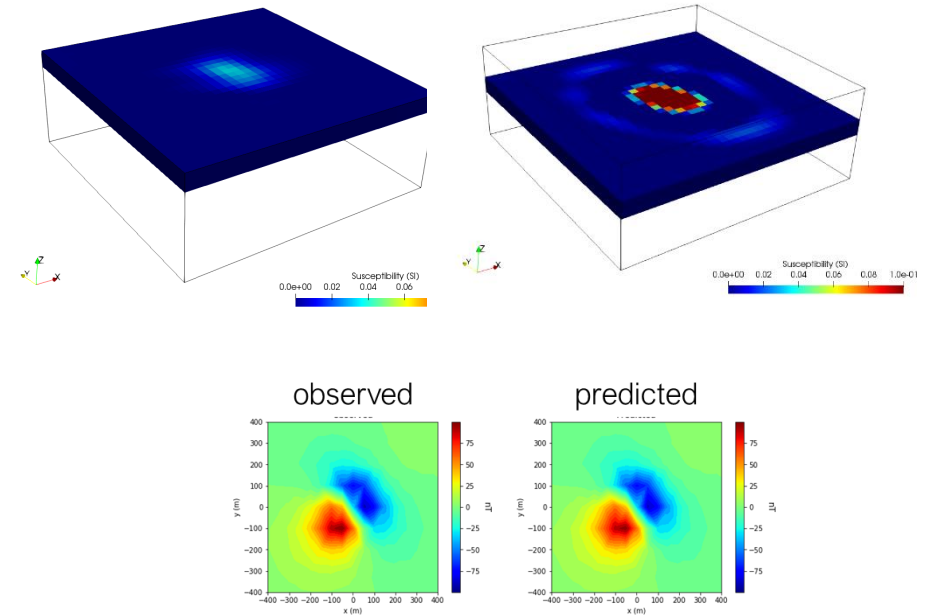 Z
Y
X
Susceptibility (SI)
0.0e+00 0.02 0.04 0.06
Z
Y
X
Susceptibility (SI)
0.0e+00 0.02 0.04 0.06 0.08 1.0e-01
observed
predicted
400
300
200
100
0
−100
−200
−300
−400
y (m)
−400 −300 −200 −100 0 100 200 300 400
x (m)
75
50
25
0
−25
−50
−75
nT
400
300
200
100
0
−100
−200
−300
−400
y (m)
−400 −300 −200 −100 0 100 200 300 400
x (m)
75
50
25
0
−25
−50
−75
nT